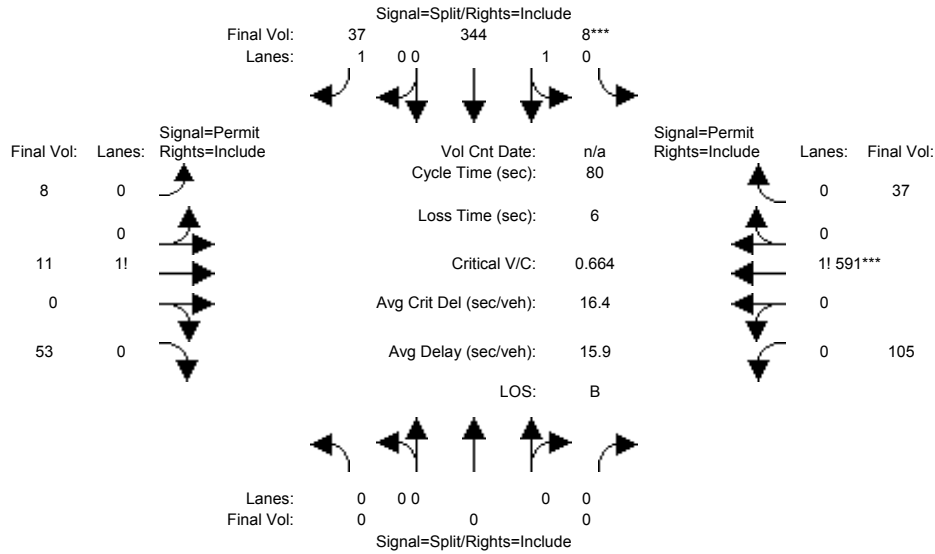 Signal=Split/Rights=Include
Final Vol: 37 344 8***
Lanes: 1 0 0 1 0
Signal=Permit
Final Vol: Lanes: Rights=Include
Vol Cnt Date: n/a
Signal=Permit
Rights=Include Lanes: Final Vol:
Cycle Time (sec): 80
8 0
0 37
Loss Time (sec): 6
0
0
11 1!
Critical V/C: 0.664
1! 591***
0 0
Avg Crit Del (sec/veh): 16.4
0
53 0
Avg Delay (sec/veh): 15.9
0 105
LOS: B
Lanes: 0 0 0 0 0
Final Vol: 0 0 0
Signal=Split/Rights=Include